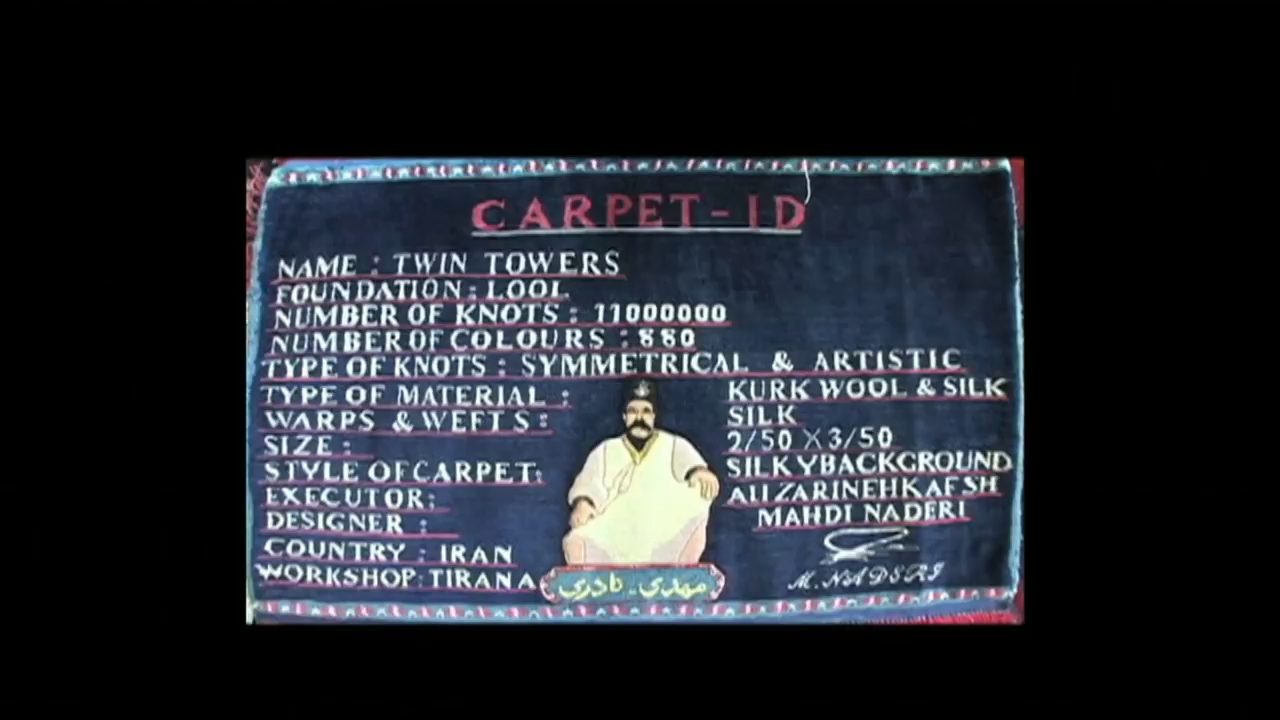 CARPET-ID
NAME : TWIN TOWERS
FOUNDATION : LOOL
NUMBER OF KNOTS : 11000000
NUMBER OF COLOURS : 880
TYPE OF KNOTS : SYMMETRICAL & ARTISTIC
TYPE OF MATERIAL : KURK WOOL & SILK
WARPS & WEFTS : SILK
SIZE : 2/50 X 3/50
STYLE OF CARPET: SILKYBACKGROUND
EXECUTOR: ALI ZARINEHKAFSH
DESIGNER : MAHDI NADERI
COUNTRY : IRAN
WORKSHOP: TIRANA
مهدی - نادری
M. NADERI